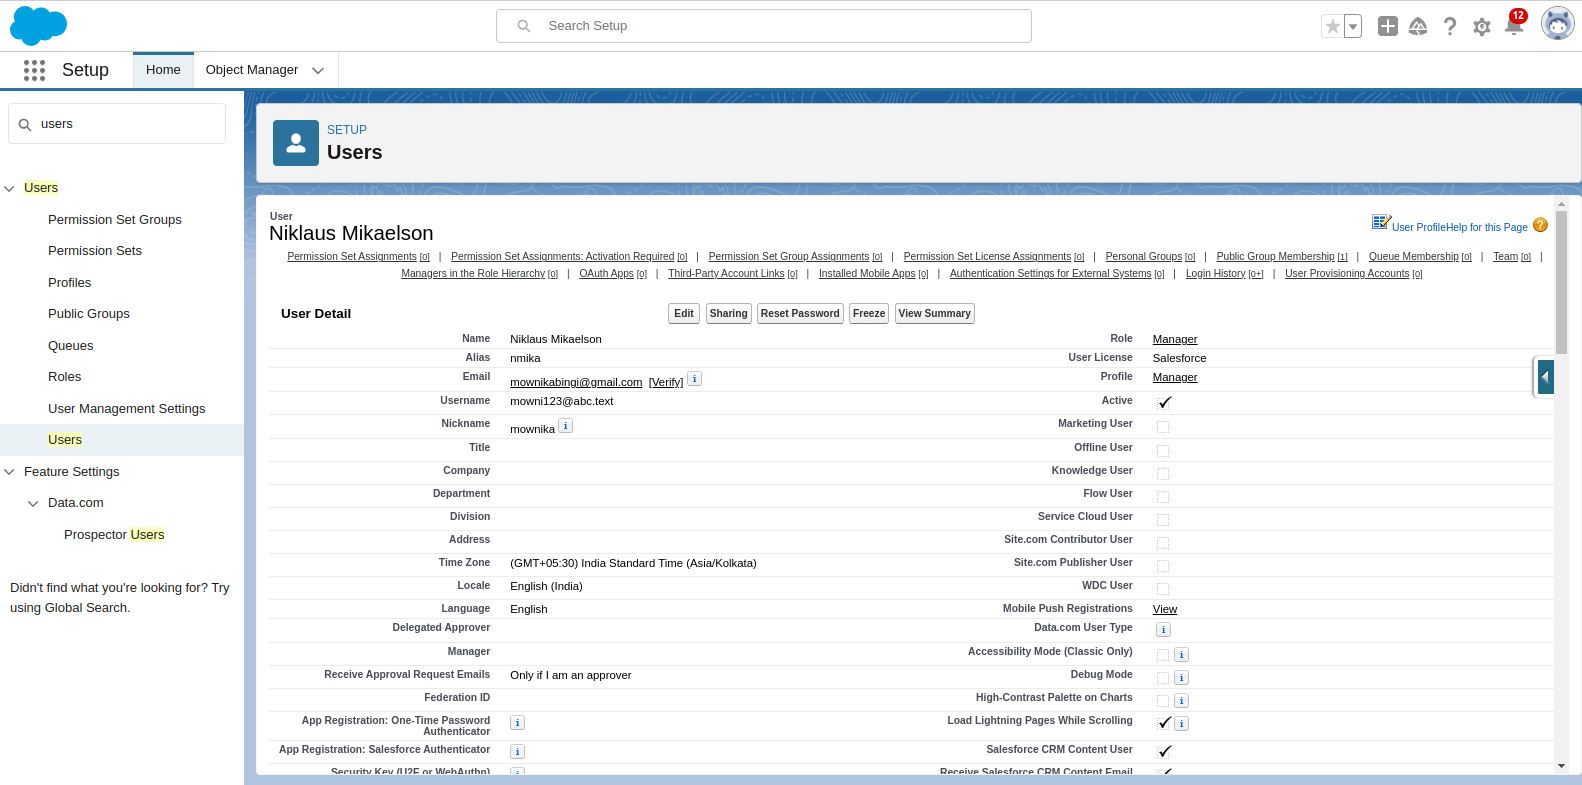 Search Setup
12
Setup
Home
Object Manager
users
Users
Permission Set Groups
Permission Sets
Profiles
Public Groups
Queues
Roles
User Management Settings
Users
Feature Settings
Data.com
Prospector Users
Didn't find what you're looking for? Try
using Global Search.
SETUP
Users
User
Niklaus Mikaelson
User Profile Help for this Page ?
Permission Set Assignments [0] | Permission Set Assignments: Activation Required [0] | Permission Set Group Assignments [0] | Permission Set License Assignments [0] | Personal Groups [0] | Public Group Membership [1] | Queue Membership [0] | Team [0] |
Managers in the Role Hierarchy [0] | OAuth Apps [0] | Third-Party Account Links [0] | Installed Mobile Apps [0] | Authentication Settings for External Systems [0] | Login History [0+] | User Provisioning Accounts [0]
User Detail Edit Sharing Reset Password Freeze View Summary
Name Niklaus Mikaelson Role Manager
Alias nmika User License Salesforce
Email mownikabingi@gmail.com [Verify] i Profile Manager
Username mowni123@abc.text Active
Nickname mownika i Marketing User
Title Offline User
Company Knowledge User
Department Flow User
Division Service Cloud User
Address Site.com Contributor User
Time Zone (GMT+05:30) India Standard Time (Asia/Kolkata) Site.com Publisher User
Locale English (India) WDC User
Language English Mobile Push Registrations View
Delegated Approver Data.com User Type i
Manager Accessibility Mode (Classic Only) i
Receive Approval Request Emails Only if I am an approver Debug Mode i
Federation ID High-Contrast Palette on Charts i
App Registration: One-Time Password
Authenticator i Load Lightning Pages While Scrolling i
App Registration: Salesforce Authenticator i Salesforce CRM Content User
Security Key (U2F or WebAuthn) i Receive Salesforce CRM Content Email